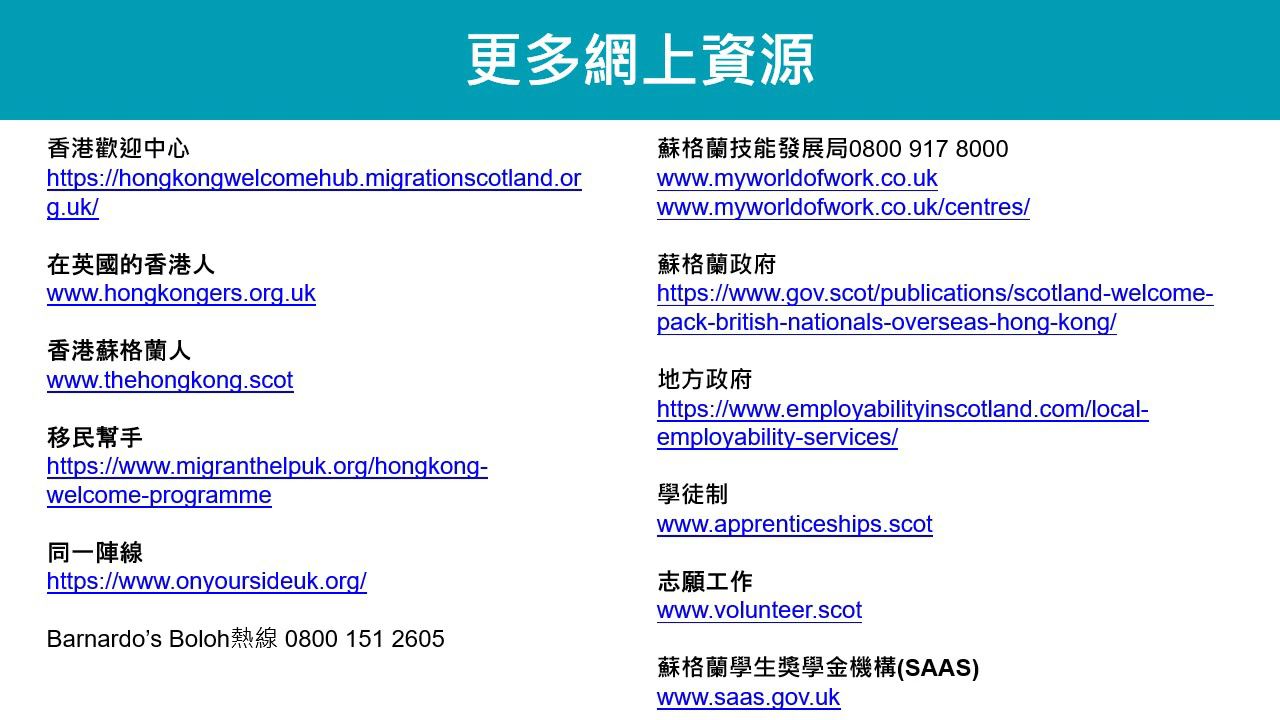 更多網上資源
香港歡迎中心
https://hongkongwelcomehub.migrationscotland.or
g.uk/
在英國的香港人
www.hongkongers.org.uk
香港蘇格蘭人
www.thehongkong.scot
移民幫手
https://www.migranthelpuk.org/hongkong-
welcome-programme
同一陣線
https://www.onyoursideuk.org/
Barnardo’s Boloh熱線 0800 151 2605
蘇格蘭技能發展局0800 917 8000
www.myworldofwork.co.uk
www.myworldofwork.co.uk/centres/
蘇格蘭政府
https://www.gov.scot/publications/scotland-welcome-
pack-british-nationals-overseas-hong-kong/
地方政府
https://www.employabilityinscotland.com/local-
employability-services/
學徒制
www.apprenticeships.scot
志願工作
www.volunteer.scot
蘇格蘭學生獎學金機構(SAAS)
www.saas.gov.uk